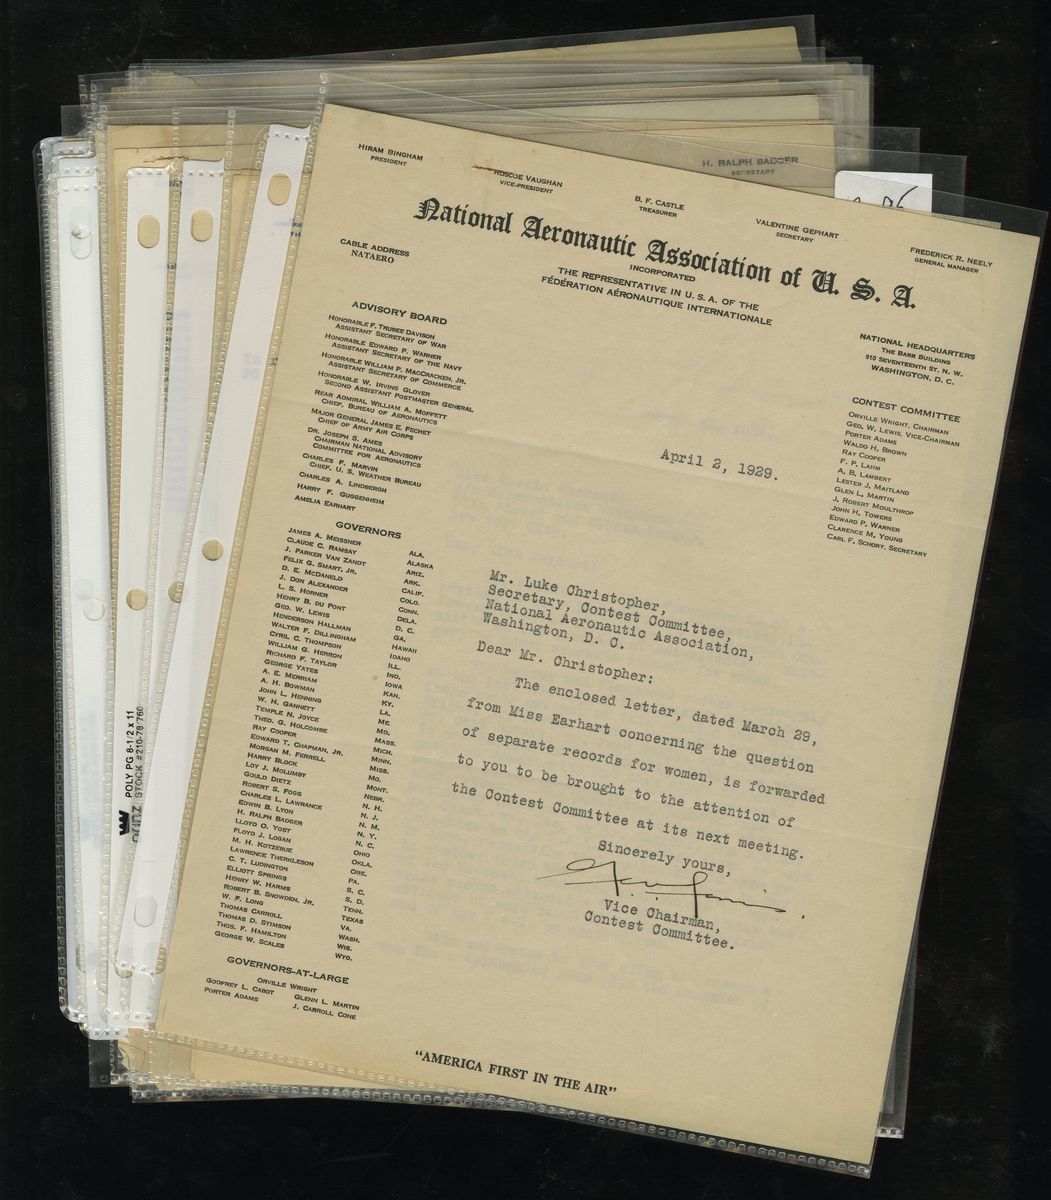 H. RALPH BADGER
SECRETARY
HIRAM BINGHAM
PRESIDENT
ROSCOE VAUGHAN
VICE-PRESIDENT
B. F. CASTLE
TREASURER
VALENTINE GEPHART
SECRETARY
FREDERICK R. NEELY
GENERAL MANAGER
National Aeronautic Association of U. S. A.
INCORPORATED
THE REPRESENTATIVE IN U. S. A. OF THE
FÉDÉRATION AÉRONAUTIQUE INTERNATIONALE
CABLE ADDRESS
NATAERO
NATIONAL HEADQUARTERS
THE BARR BUILDING
910 SEVENTEENTH ST. N. W.
WASHINGTON, D. C.
ADVISORY BOARD
HONORABLE F. TRUBEE DAVISON
ASSISTANT SECRETARY OF WAR
HONORABLE EDWARD P. WARNER
ASSISTANT SECRETARY OF THE NAVY
HONORABLE WILLIAM P. MACCRACKEN, JR.
ASSISTANT SECRETARY OF COMMERCE
HONORABLE W. IRVING GLOVER
SECOND ASSISTANT POSTMASTER GENERAL
REAR ADMIRAL WILLIAM A. MOFFETT
CHIEF, BUREAU OF AERONAUTICS
MAJOR GENERAL JAMES E. FECHET
CHIEF OF ARMY AIR CORPS
DR. JOSEPH S. AMES
CHAIRMAN NATIONAL ADVISORY
COMMITTEE FOR AERONAUTICS
CHARLES F. MARVIN
CHIEF, U. S. WEATHER BUREAU
CHARLES A. LINDBERGH
HARRY F. GUGGENHEIM
AMELIA EARHART
CONTEST COMMITTEE
ORVILLE WRIGHT, CHAIRMAN
GEO. W. LEWIS, VICE-CHAIRMAN
PORTER ADAMS
WALDO H. BROWN
RAY COOPER
F. P. LAHM
A. B. LAMBERT
LESTER J. MAITLAND
GLEN L. MARTIN
J. ROBERT MOULTHROP
JOHN H. TOWERS
EDWARD P. WARNER
CLARENCE M. YOUNG
CARL F. SCHORY, SECRETARY
GOVERNORS
JAMES A. MEISSNER ALA.
CLAUDE C. RAMSAY ALASKA
J. PARKER VAN ZANDT ARIZ.
FELIX G. SMART, JR. ARK.
D. E. MCDANELD CALIF.
J. DON ALEXANDER COLO.
L. S. HORNER CONN.
HENRY B. DU PONT DELA.
GEO. W. LEWIS D. C.
HENDERSON HALLMAN GA.
WALTER F. DILLINGHAM HAWAII
CYRIL C. THOMPSON IDAHO
WILLIAM G. HERRON ILL.
RICHARD F. TAYLOR IND.
GEORGE YATES IOWA
A. E. MERRIAM KAN.
A. H. BOWMAN KY.
JOHN L. HENNING LA.
W. H. GANNETT ME.
TEMPLE N. JOYCE MD.
THEO. G. HOLCOMBE MASS.
RAY COOPER MICH.
EDWARD T. CHAPMAN, JR. MINN.
MORGAN M. FERRELL MISS.
HARRY BLOCK MO.
LOY J. MOLUMBY MONT.
GOULD DIETZ NEBR.
ROBERT S. FOGG N. H.
CHARLES L. LAWRANCE N. J.
EDWIN B. LYON N. M.
H. RALPH BADGER N. Y.
LLOYD O. YOST N. C.
FLOYD J. LOGAN OHIO
M. H. KOTZEBUE OKLA.
LAWRENCE THERKLESON ORE.
C. T. LUDINGTON PA.
ELLIOTT SPRINGS S. C.
HENRY W. HARMS S. D.
ROBERT B. SNOWDEN, JR. TENN.
W. F. LONG TEXAS
THOMAS CARROLL VA.
THOMAS D. STIMSON WASH.
THOS. F. HAMILTON WIS.
GEORGE W. SCALES WYO.
GOVERNORS-AT-LARGE
ORVILLE WRIGHT
GODFREY L. CABOT GLENN L. MARTIN
PORTER ADAMS J. CARROLL CONE
April 2, 1929.
Mr. Luke Christopher,
Secretary, Contest Committee,
National Aeronautic Association,
Washington, D. C.
Dear Mr. Christopher:
The enclosed letter, dated March 29,
from Miss Earhart concerning the question
of separate records for women, is forwarded
to you to be brought to the attention of
the Contest Committee at its next meeting.
Sincerely yours,
Vice Chairman,
Contest Committee.
"AMERICA FIRST IN THE AIR"
POLY PG 8-1/2 x 11
STOCK #210-78760